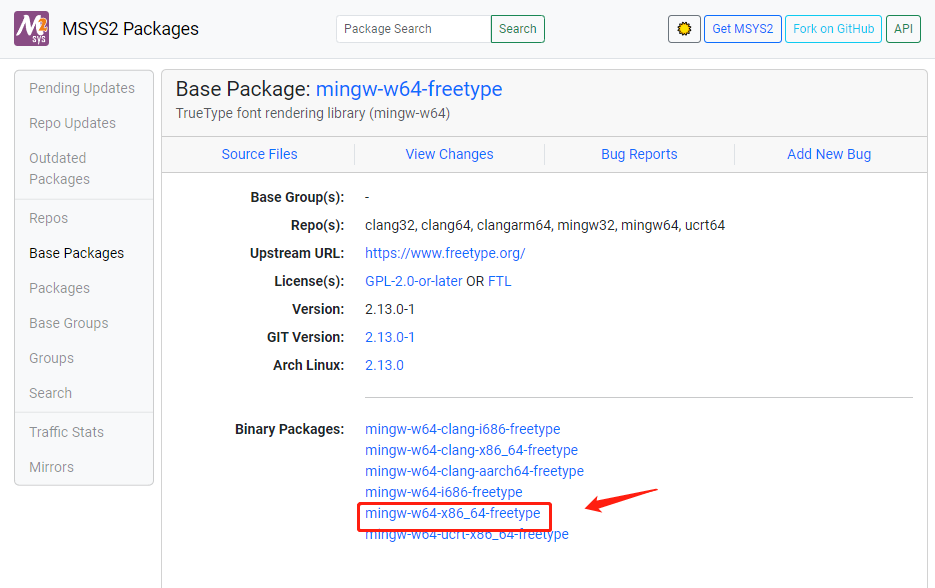 M2
sys
MSYS2 Packages
Package Search
Search
Get MSYS2
Fork on GitHub
API
Pending Updates
Repo Updates
Outdated
Packages
Repos
Base Packages
Packages
Base Groups
Groups
Search
Traffic Stats
Mirrors
Base Package: mingw-w64-freetype
TrueType font rendering library (mingw-w64)
Source Files
View Changes
Bug Reports
Add New Bug
Base Group(s): -
Repo(s): clang32, clang64, clangarm64, mingw32, mingw64, ucrt64
Upstream URL: https://www.freetype.org/
License(s): GPL-2.0-or-later OR FTL
Version: 2.13.0-1
GIT Version: 2.13.0-1
Arch Linux: 2.13.0
Binary Packages: mingw-w64-clang-i686-freetype
mingw-w64-clang-x86_64-freetype
mingw-w64-clang-aarch64-freetype
mingw-w64-i686-freetype
mingw-w64-x86_64-freetype
mingw-w64-ucrt-x86_64-freetype